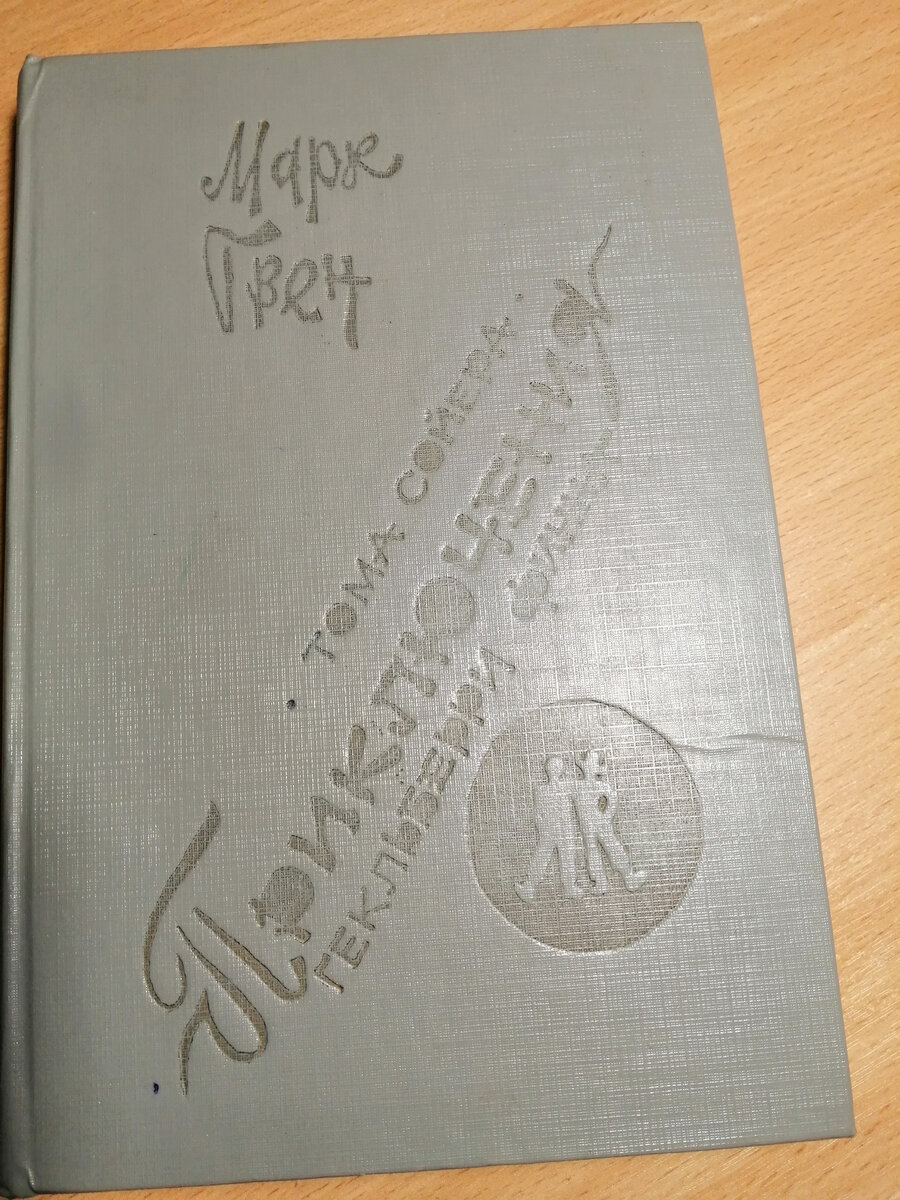 Марк
Твен
ТОМА СОЙЕРА
Приключения
ГЕКЛЬБЕРРИ ФИННА